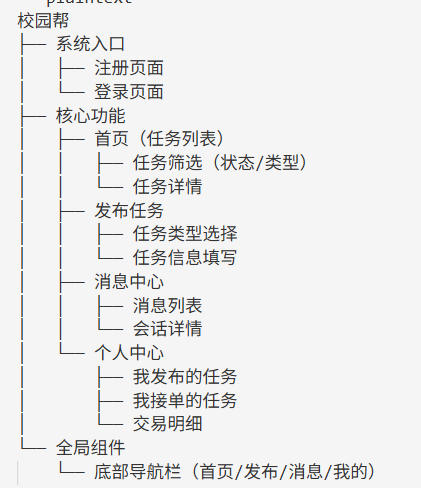 plaintext
校园帮
├── 系统入口
│   ├── 注册页面
│   └── 登录页面
├── 核心功能
│   ├── 首页（任务列表）
│   │   ├── 任务筛选（状态/类型）
│   │   └── 任务详情
│   ├── 发布任务
│   │   ├── 任务类型选择
│   │   └── 任务信息填写
│   ├── 消息中心
│   │   ├── 消息列表
│   │   └── 会话详情
│   └── 个人中心
│       ├── 我发布的任务
│       ├── 我接单的任务
│       └── 交易明细
└── 全局组件
    └── 底部导航栏（首页/发布/消息/我的）